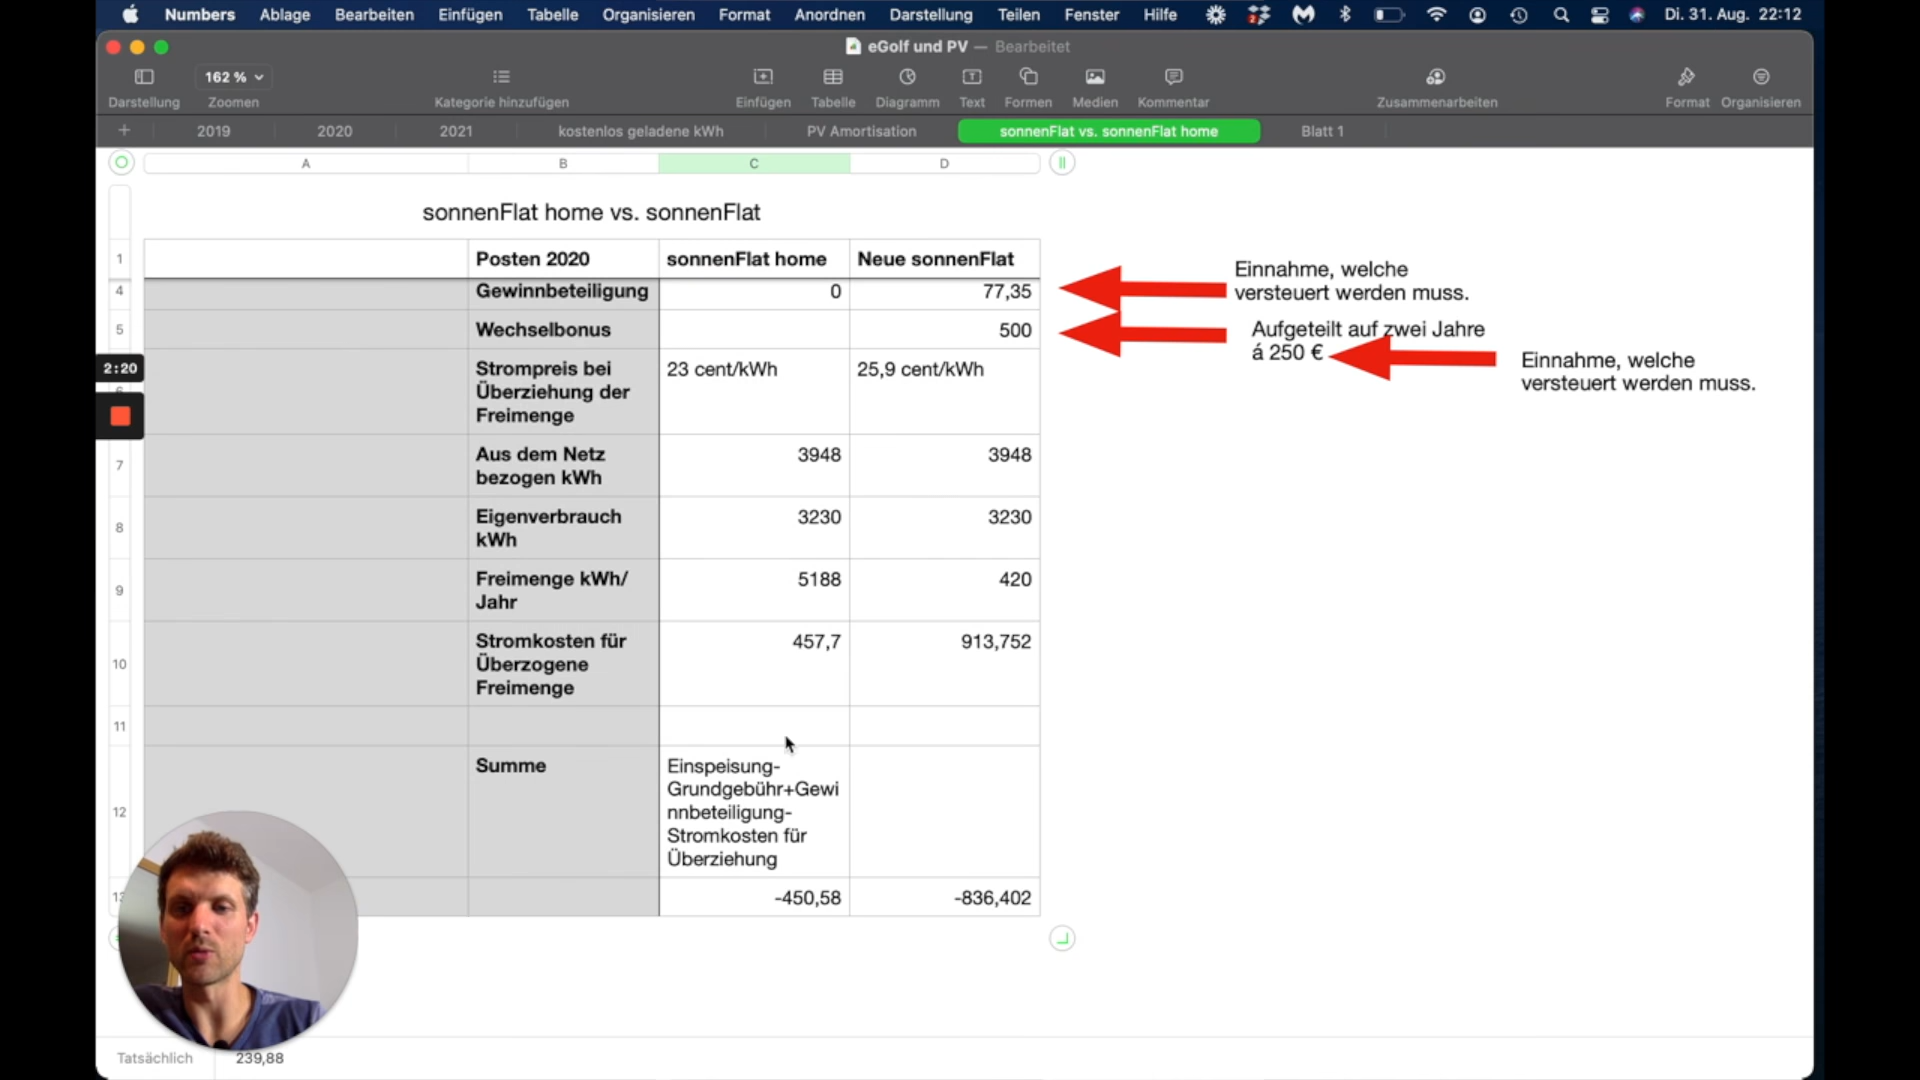 Numbers Ablage Bearbeiten Einfügen Tabelle Organisieren Format Anordnen Darstellung Teilen Fenster Hilfe Di. 31. Aug. 22:12
eGolf und PV — Bearbeitet
162 %
Darstellung Zoomen Kategorie hinzufügen Einfügen Tabelle Diagramm Text Formen Medien Kommentar Zusammenarbeiten Format Organisieren
2019 2020 2021 kostenlos geladene kWh PV Amortisation sonnenFlat vs. sonnenFlat home Blatt 1
A B C D
sonnenFlat home vs. sonnenFlat
1 Posten 2020 sonnenFlat home Neue sonnenFlat
4 Gewinnbeteiligung 0 77,35
Einnahme, welche
versteuert werden muss.
5 Wechselbonus 500
Aufgeteilt auf zwei Jahre
á 250 €
Einnahme, welche
versteuert werden muss.
2:20
Strompreis bei
Überziehung der
Freimenge
23 cent/kWh 25,9 cent/kWh
7 Aus dem Netz
bezogen kWh
3948 3948
8 Eigenverbrauch
kWh
3230 3230
9 Freimenge kWh/
Jahr
5188 420
10 Stromkosten für
Überzogene
Freimenge
457,7 913,752
11
12 Summe
Einspeisung-
Grundgebühr+Gewi
nnbeteiligung-
Stromkosten für
Überziehung
-450,58 -836,402
Tatsächlich 239,88